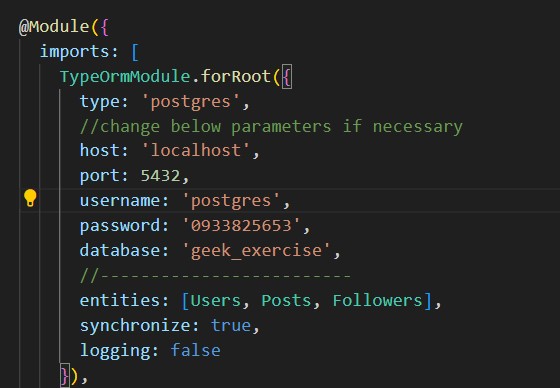 @Module({
imports: [
TypeOrmModule.forRoot({
type: 'postgres',
//change below parameters if necessary
host: 'localhost',
port: 5432,
username: 'postgres',
password: '0933825653',
database: 'geek_exercise',
//-------------------------
entities: [Users, Posts, Followers],
synchronize: true,
logging: false
}),